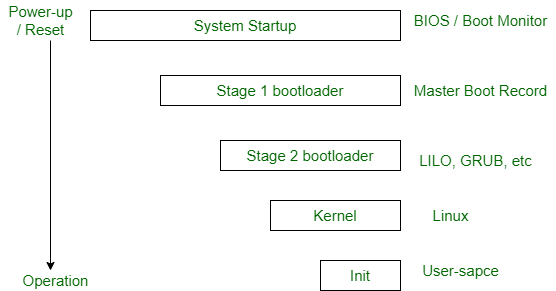 Power-up
/ Reset
System Startup
BIOS / Boot Monitor
Stage 1 bootloader
Master Boot Record
Stage 2 bootloader
LILO, GRUB, etc
Kernel
Linux
Operation
Init
User-sapce